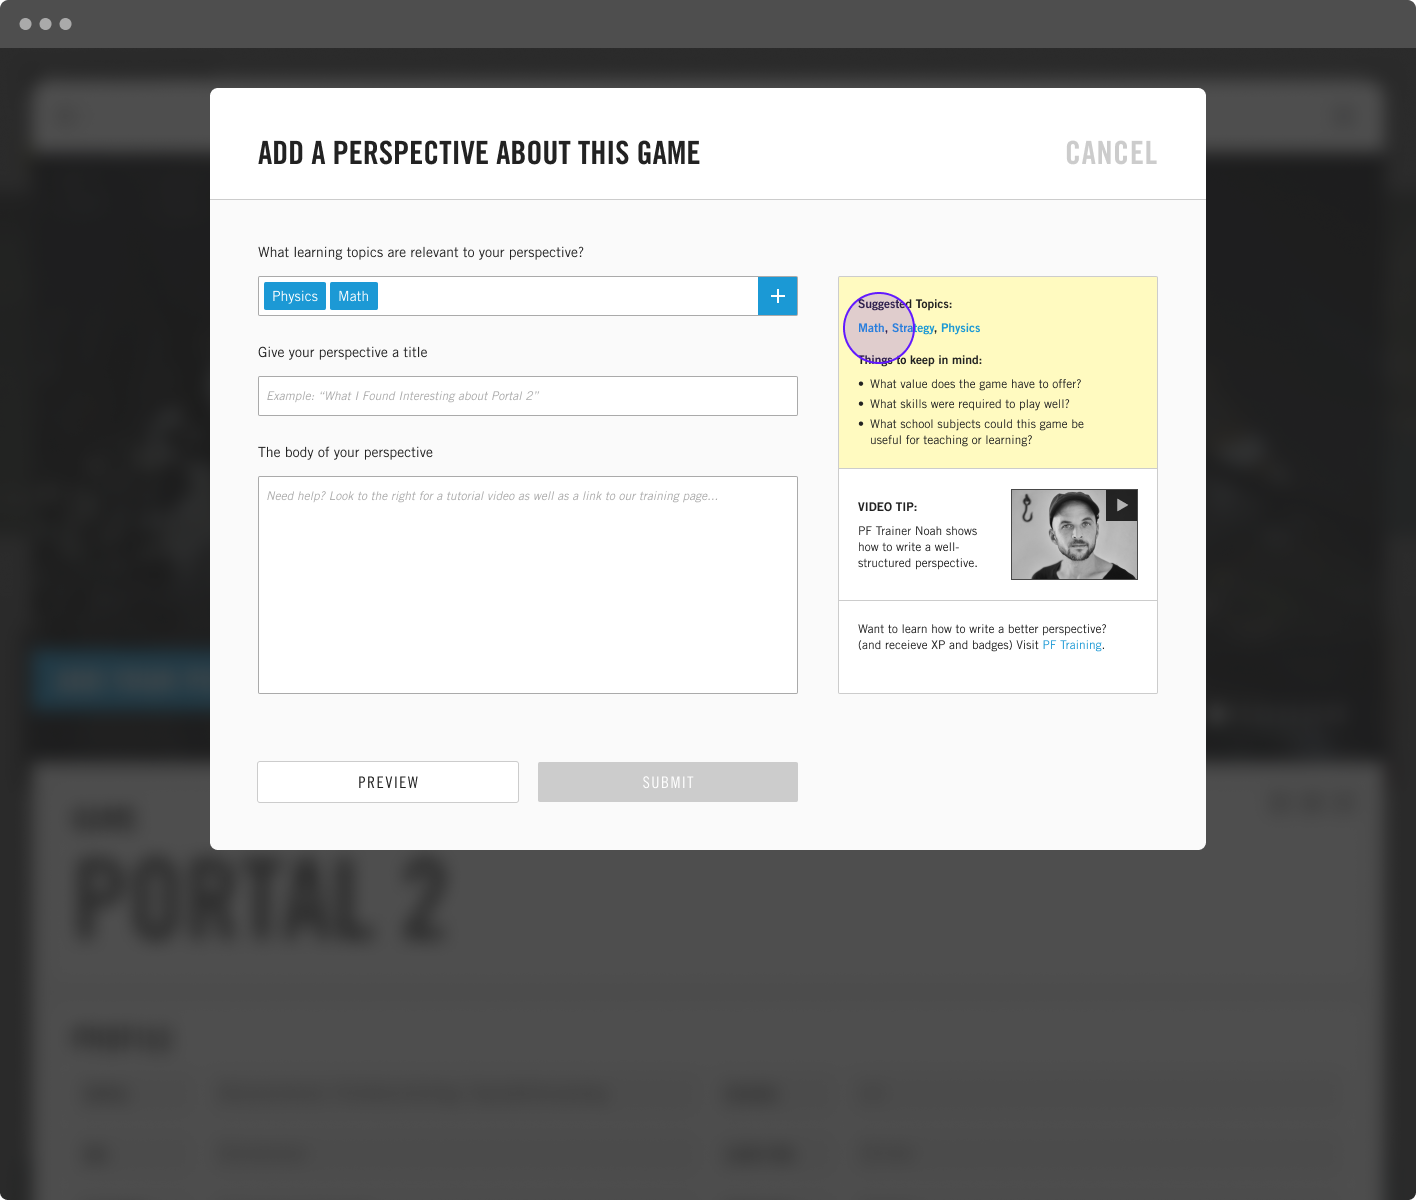 ADD A PERSPECTIVE ABOUT THIS GAME
CANCEL
What learning topics are relevant to your perspective?
Physics Math
Give your perspective a title
Example: “What I Found Interesting about Portal 2”
The body of your perspective
Need help? Look to the right for a tutorial video as well as a link to our training page...
PREVIEW
SUBMIT
Suggested Topics:
Math, Strategy, Physics
Things to keep in mind:
• What value does the game have to offer?
• What skills were required to play well?
• What school subjects could this game be
useful for teaching or learning?
VIDEO TIP:
PF Trainer Noah shows
how to write a well-
structured perspective.
Want to learn how to write a better perspective?
(and receieve XP and badges) Visit PF Training.
PORTAL 2